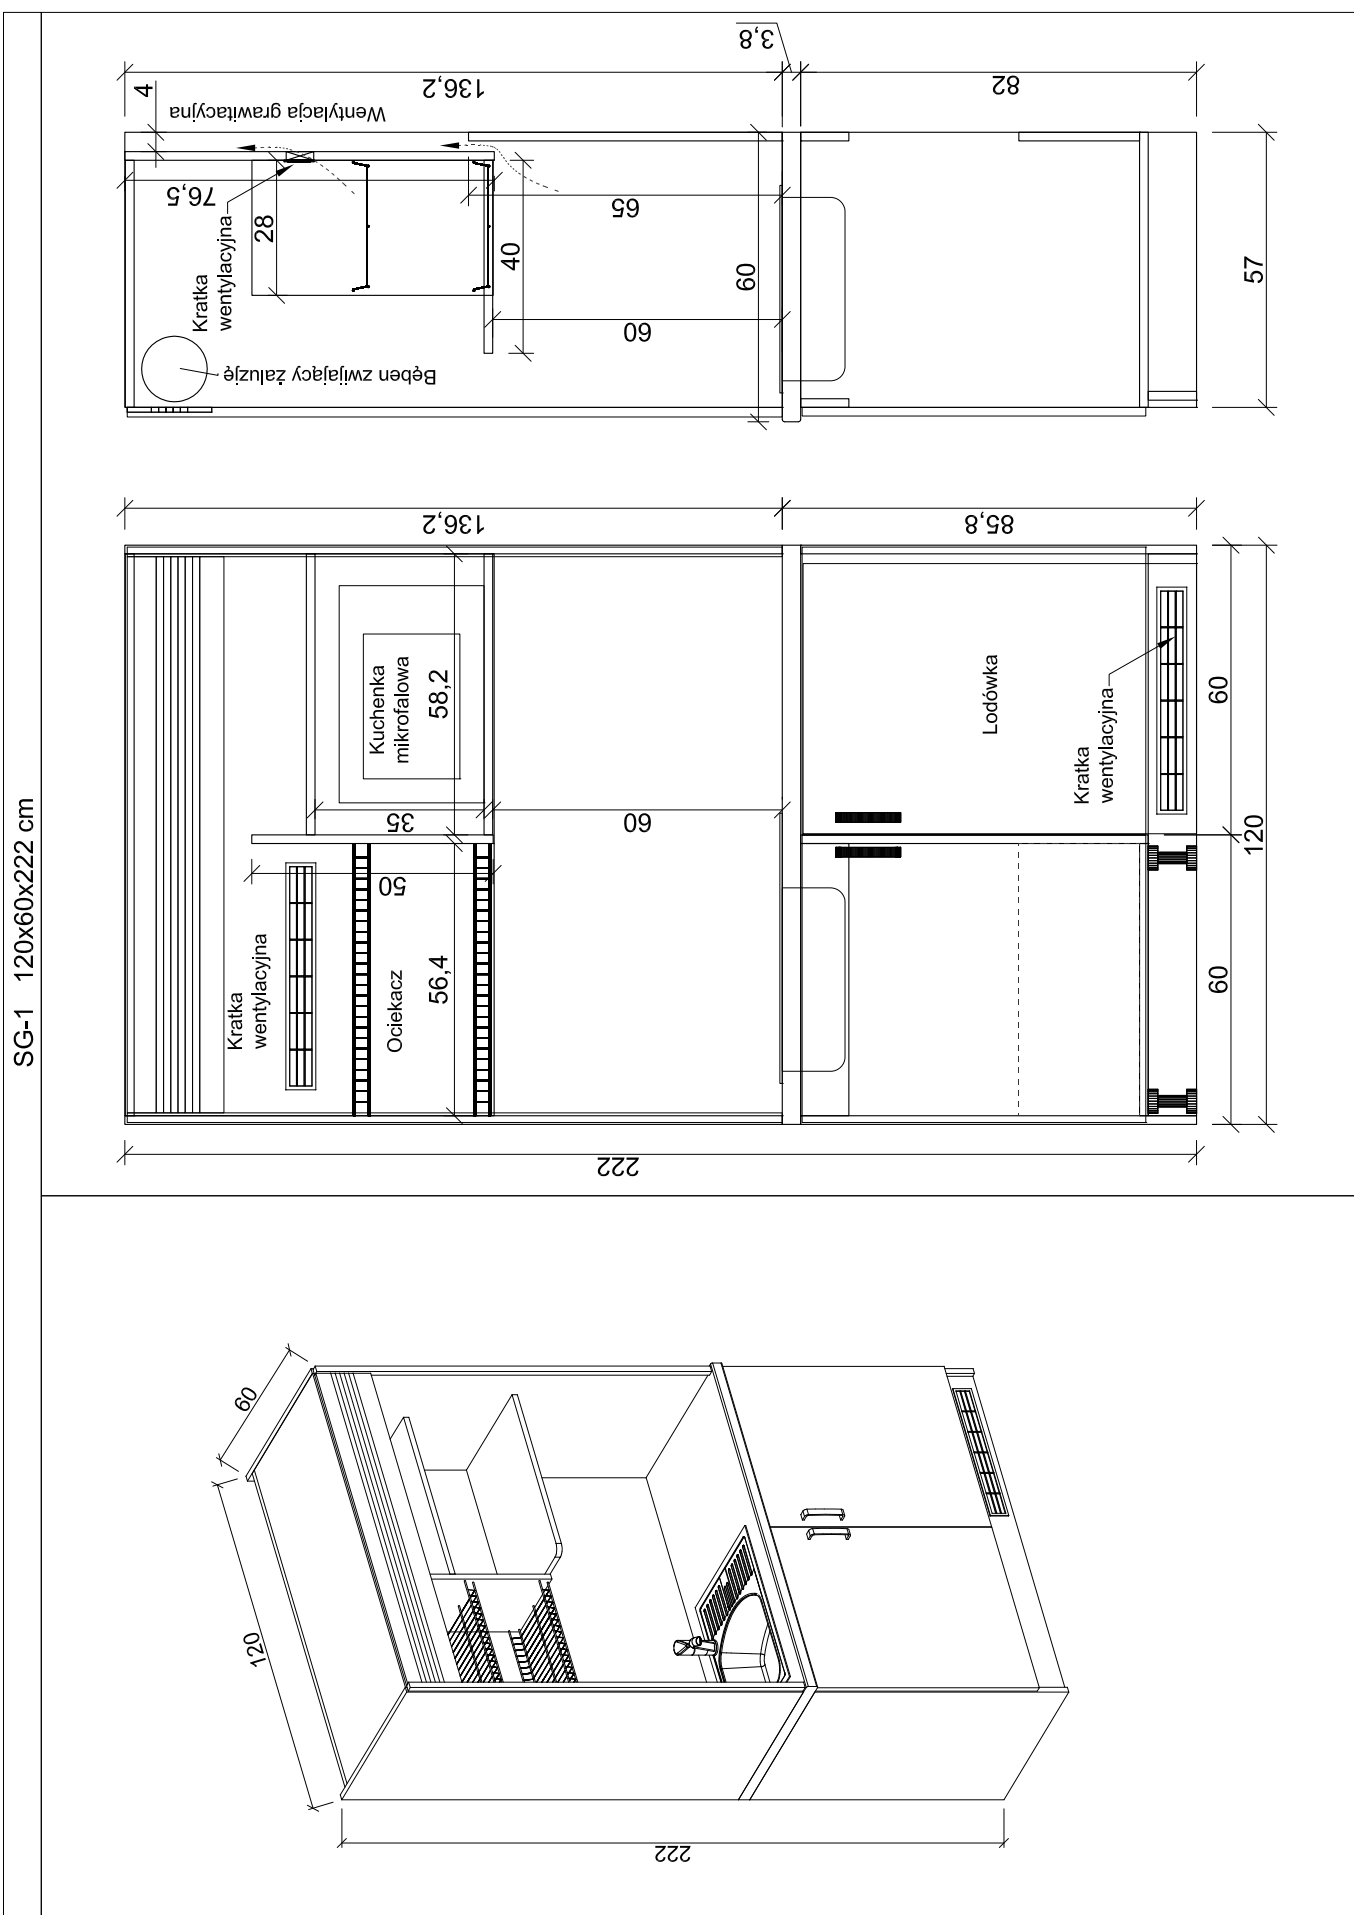 SG-1 120x60x222 cm
60
120
222
222
Kratka
wentylacyjna
50
Ociekacz
56,4
35
Kuchenka
mikrofalowa
58,2
60
136,2
85,8
Lodówka
Kratka
wentylacyjna
60
60
120
136,2
3,8
82
4
Wentylacja grawitacyjna
76,5
Kratka
wentylacyjna
28
Bęben zwijający żaluzję
40
65
60
60
57